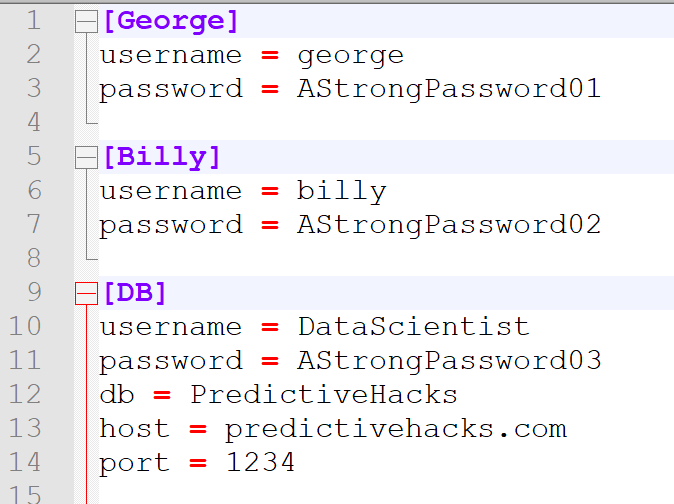 1 [George]
2 username = george
3 password = AStrongPassword01
4
5 [Billy]
6 username = billy
7 password = AStrongPassword02
8
9 [DB]
10 username = DataScientist
11 password = AStrongPassword03
12 db = PredictiveHacks
13 host = predictivehacks.com
14 port = 1234
15